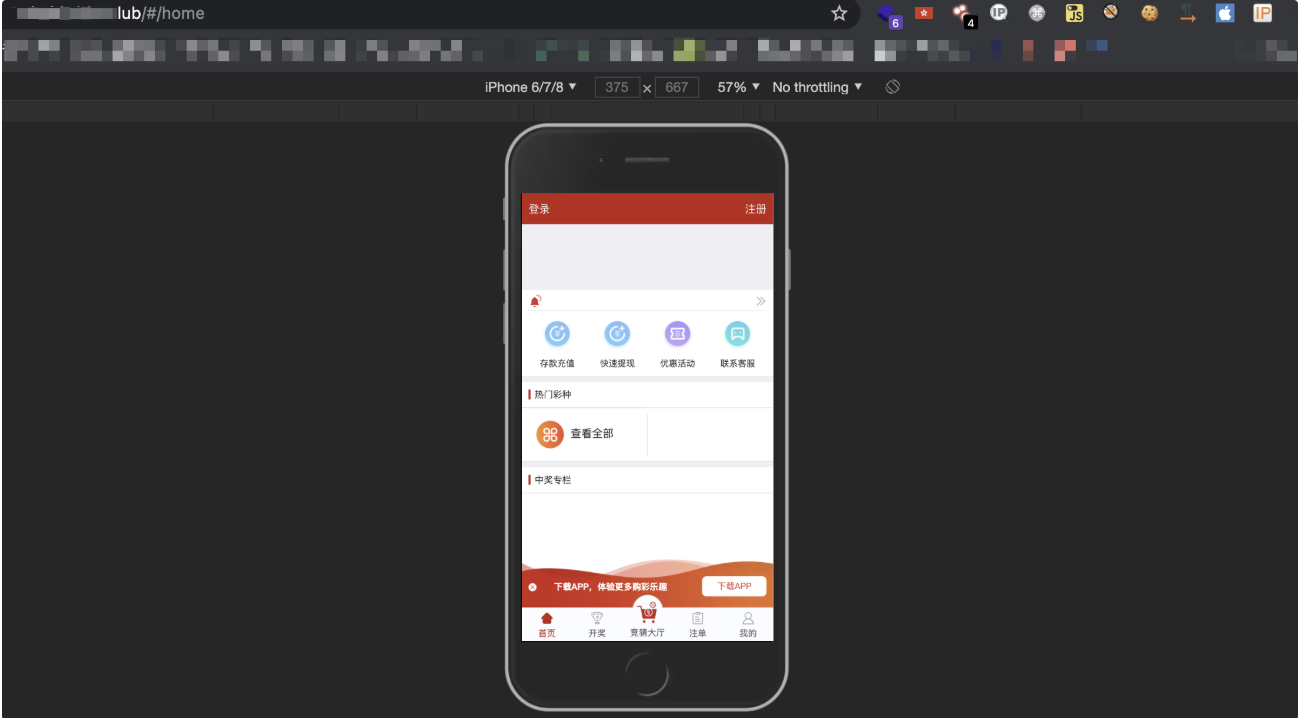 lub/#/home
6
4
IP
JS
IP
iPhone 6/7/8 ▼ 375 × 667 57% ▼ No throttling ▼
登录 注册
存款充值 快速提现 优惠活动 联系客服
热门彩种
查看全部
中奖专栏
下载APP，体验更多购彩乐趣 下载APP
首页 开奖 竞猜大厅 注单 我的